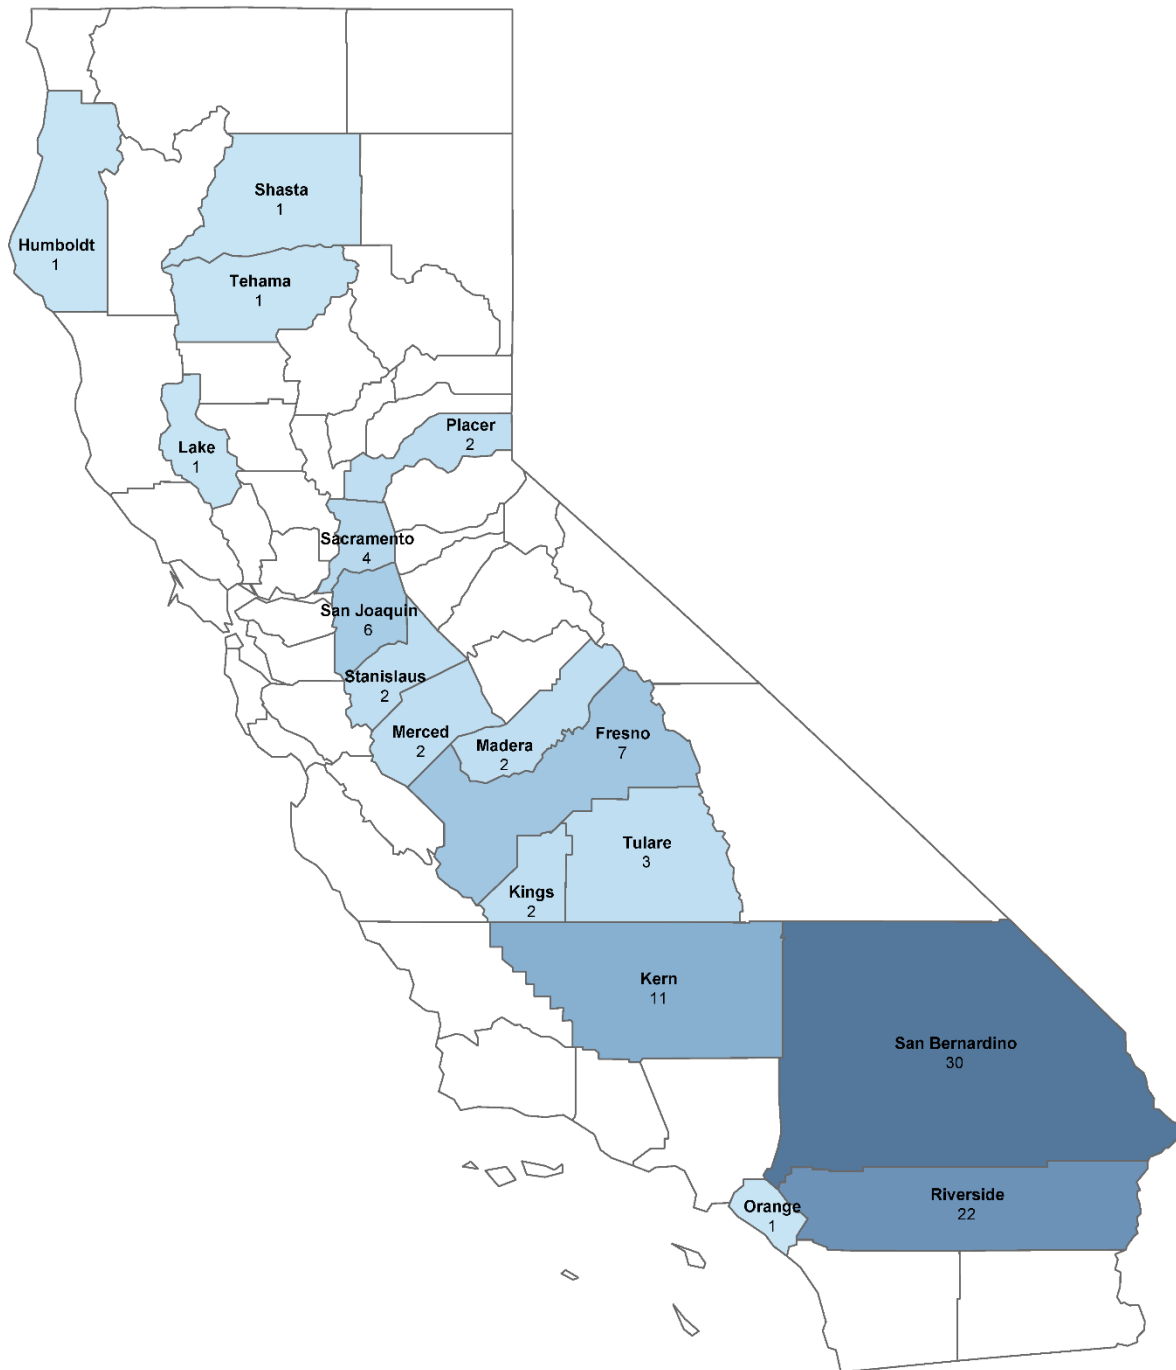 Shasta
1
Humboldt
1
Tehama
1
Placer
2
Lake
1
Sacramento
4
San Joaquin
6
Stanislaus
2
Merced
2
Madera
2
Fresno
7
Tulare
3
Kings
2
Kern
11
San Bernardino
30
Riverside
22
Orange
1